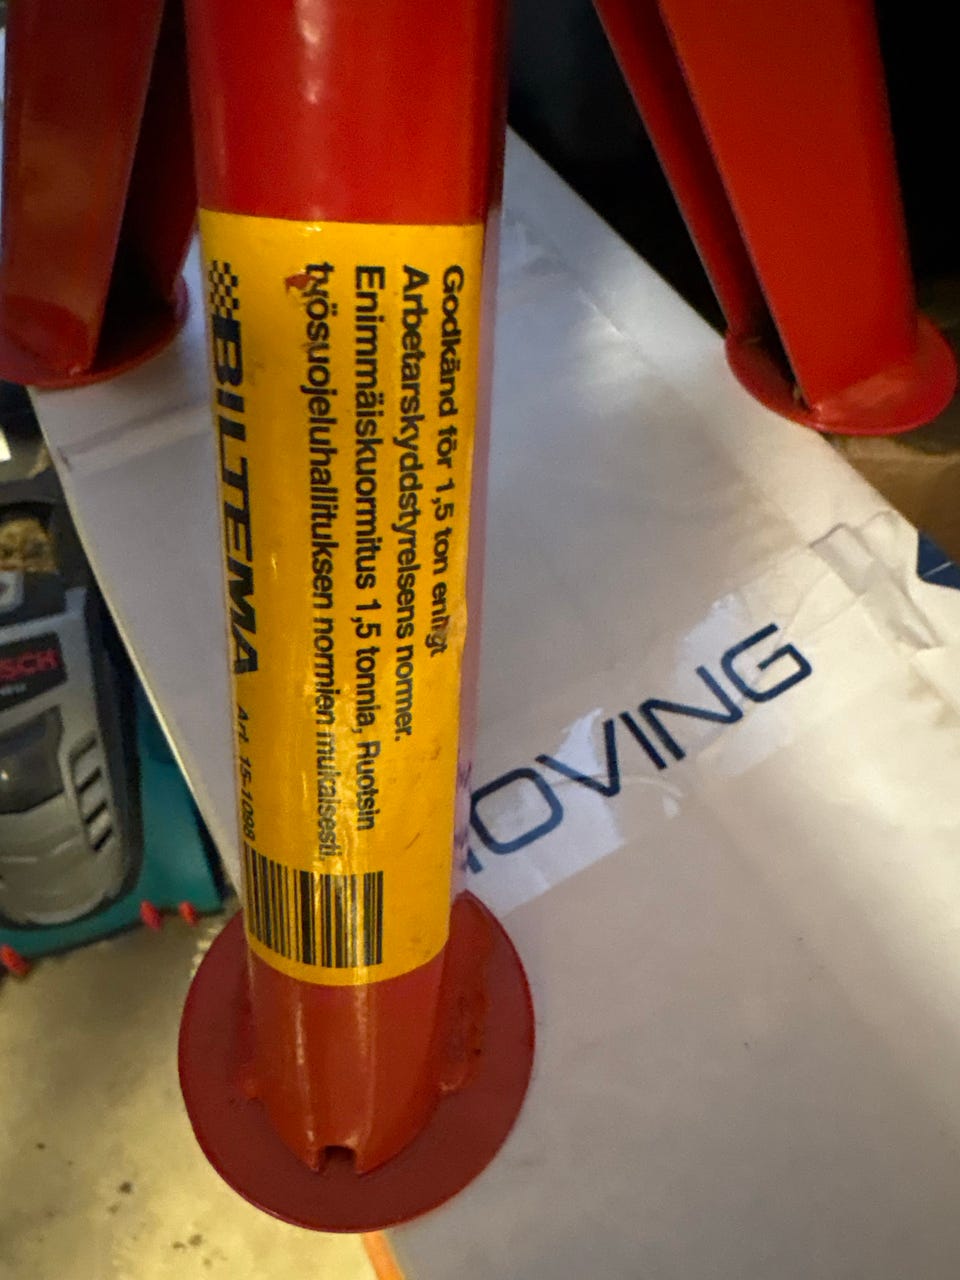 Godkänd för 1,5 ton enligt
Arbetarskyddstyrelsens normer.
Enimmäiskuormitus 1,5 tonnia, Ruotsin
työsuojeluhallituksen normien mukaisesti.
BILTEMA Art. 15-1098
OVING